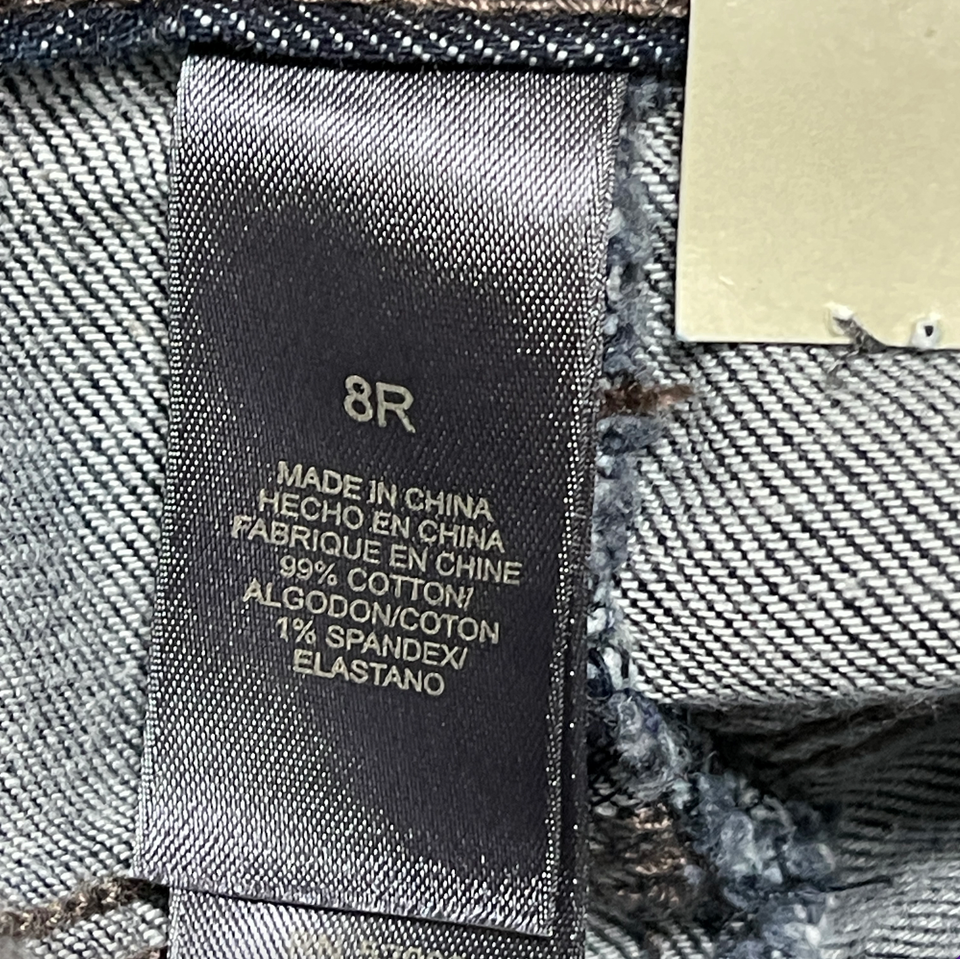 8R
MADE IN CHINA
HECHO EN CHINA
FABRIQUE EN CHINE
99% COTTON/
ALGODON/COTON
1% SPANDEX/
ELASTANO